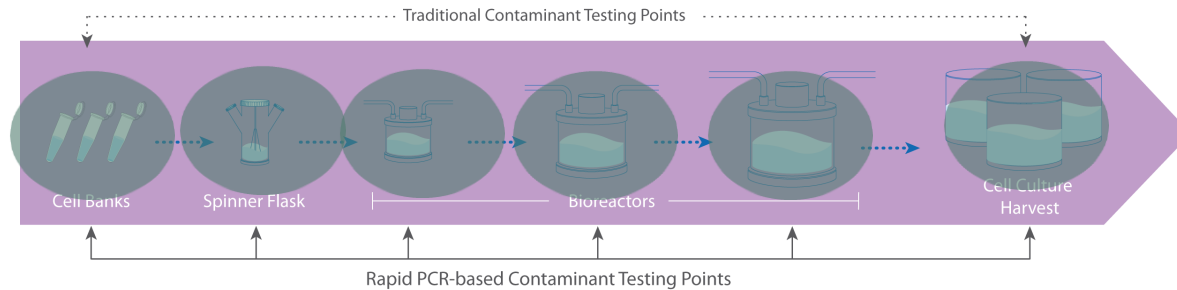 Traditional Contaminant Testing Points
Cell Banks
Spinner Flask
Bioreactors
Cell Culture
Harvest
Rapid PCR-based Contaminant Testing Points